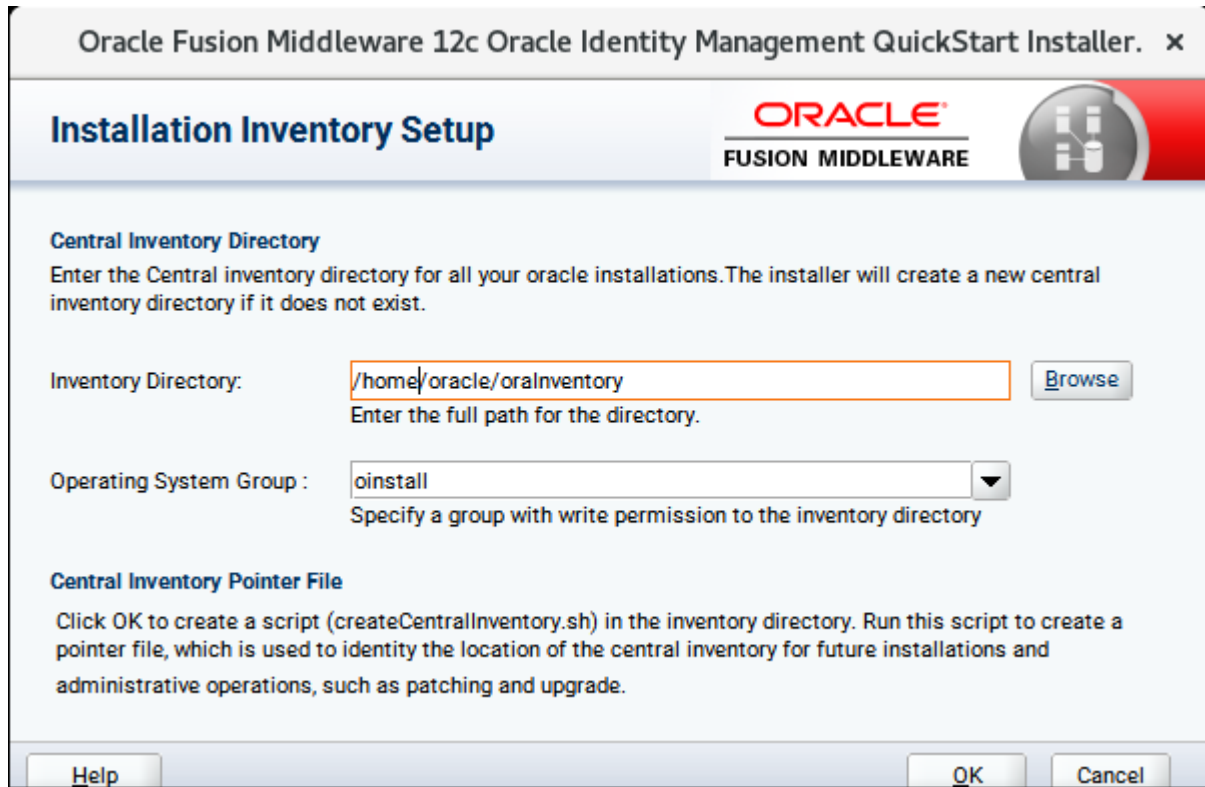 Oracle Fusion Middleware 12c Oracle Identity Management QuickStart Installer. ×
Installation Inventory Setup
ORACLE
FUSION MIDDLEWARE
Central Inventory Directory
Enter the Central inventory directory for all your oracle installations.The installer will create a new central
inventory directory if it does not exist.
Inventory Directory: /home/oracle/oraInventory Browse
Enter the full path for the directory.
Operating System Group : oinstall
Specify a group with write permission to the inventory directory
Central Inventory Pointer File
Click OK to create a script (createCentralInventory.sh) in the inventory directory. Run this script to create a
pointer file, which is used to identity the location of the central inventory for future installations and
administrative operations, such as patching and upgrade.
Help OK Cancel